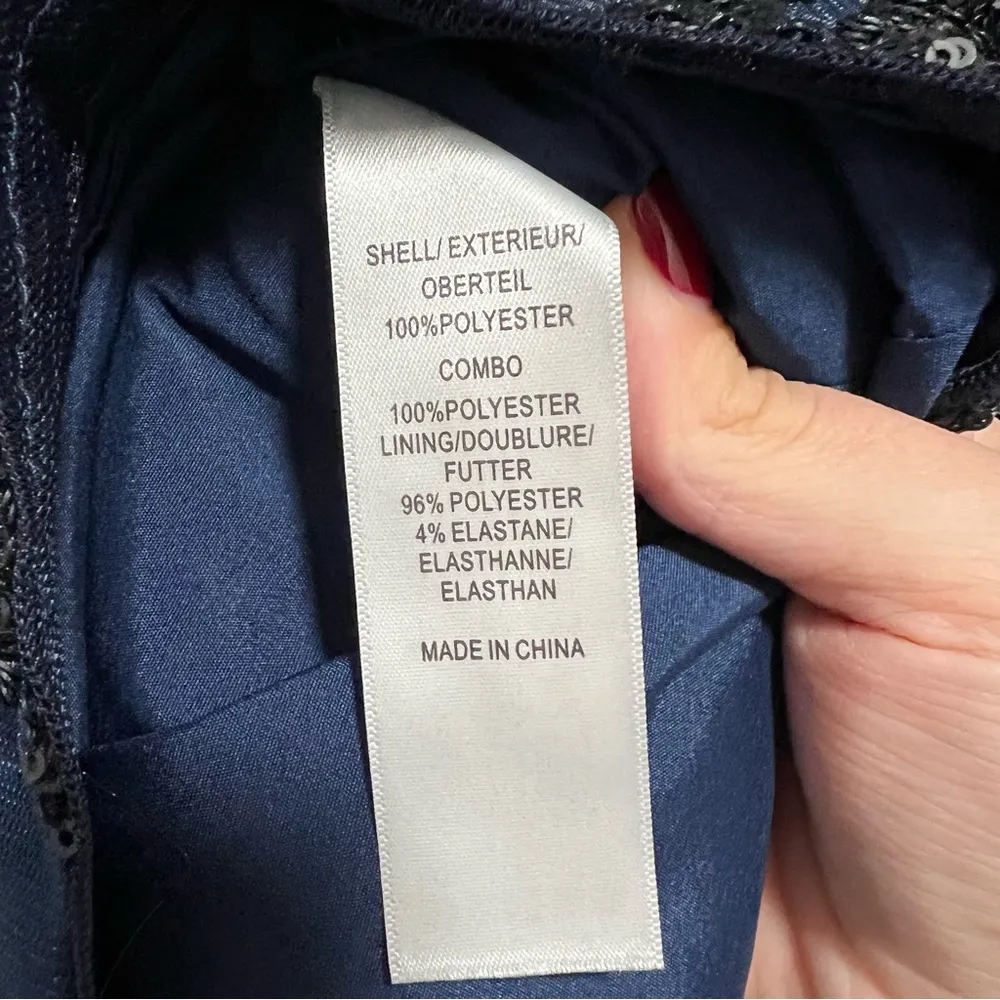 SHELL/ EXTERIEUR/
OBERTEIL
100%POLYESTER
COMBO
100%POLYESTER
LINING/DOUBLURE/
FUTTER
96% POLYESTER
4% ELASTANE/
ELASTHANNE/
ELASTHAN
MADE IN CHINA